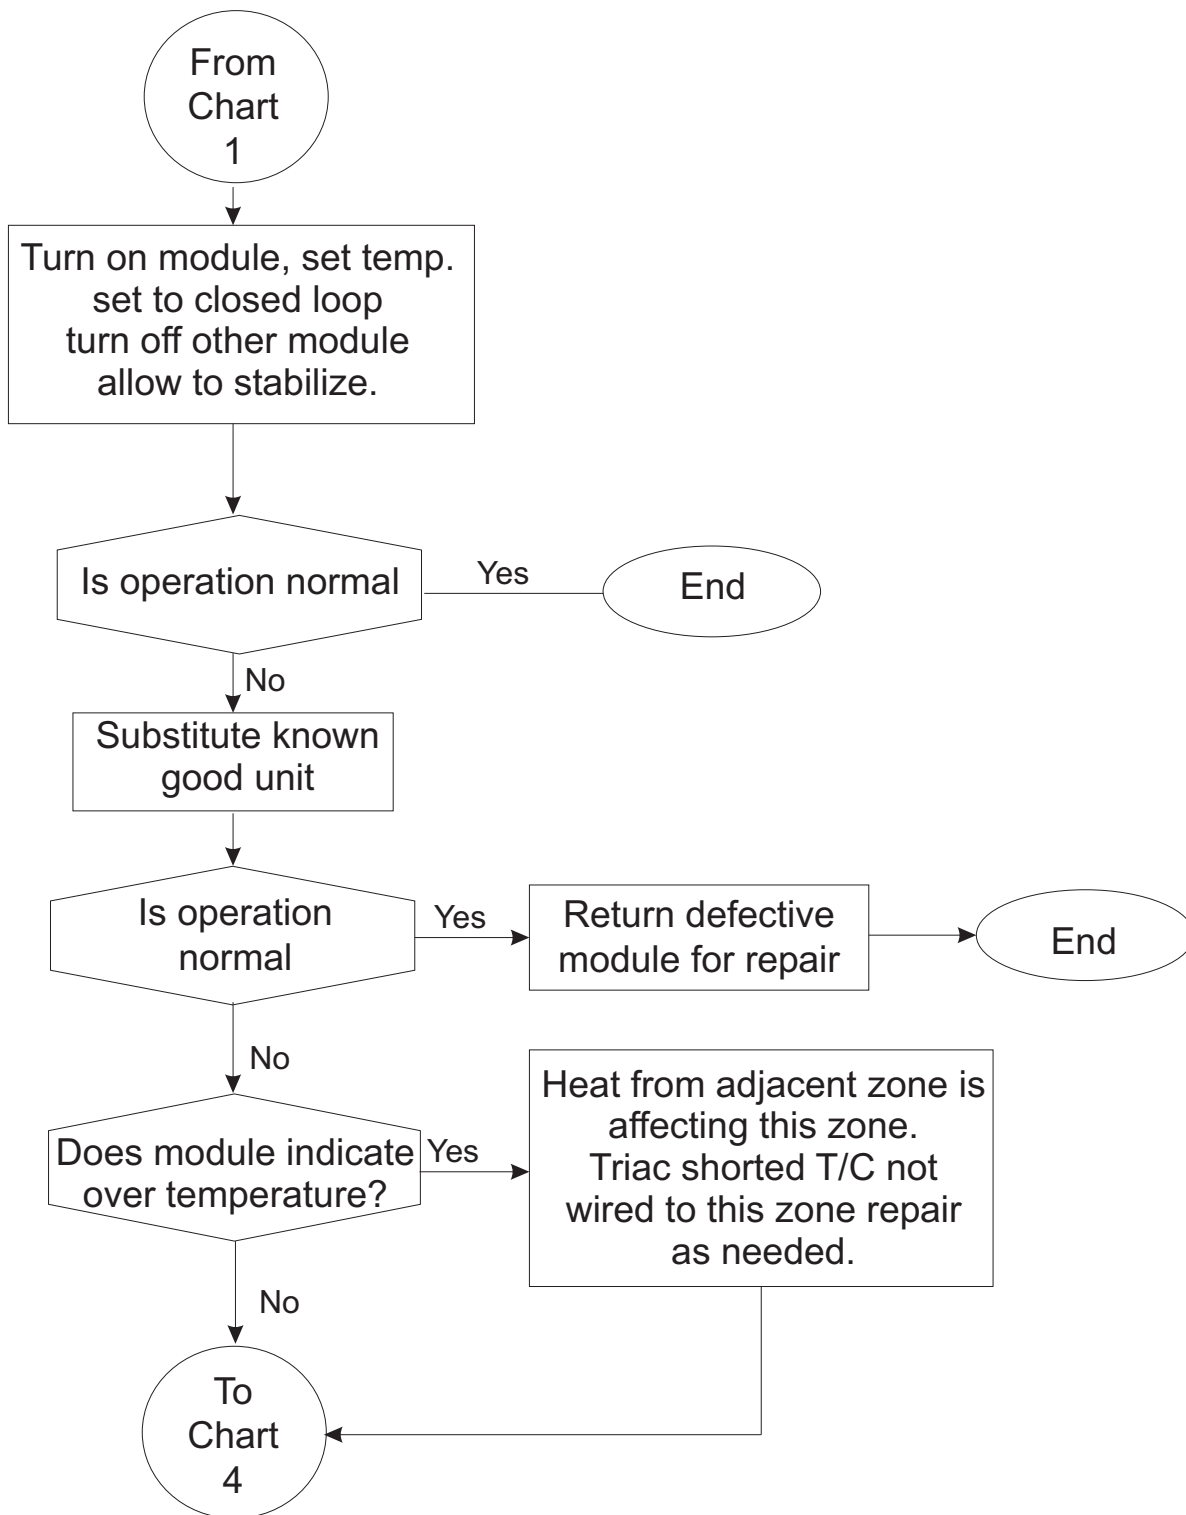 From
Chart
1
Turn on module, set temp.
set to closed loop
turn off other module
allow to stabilize.
Is operation normal
Yes
End
No
Substitute known
good unit
Is operation
normal
Yes
Return defective
module for repair
End
No
Does module indicate
over temperature?
Yes
Heat from adjacent zone is
affecting this zone.
Triac shorted T/C not
wired to this zone repair
as needed.
No
To
Chart
4